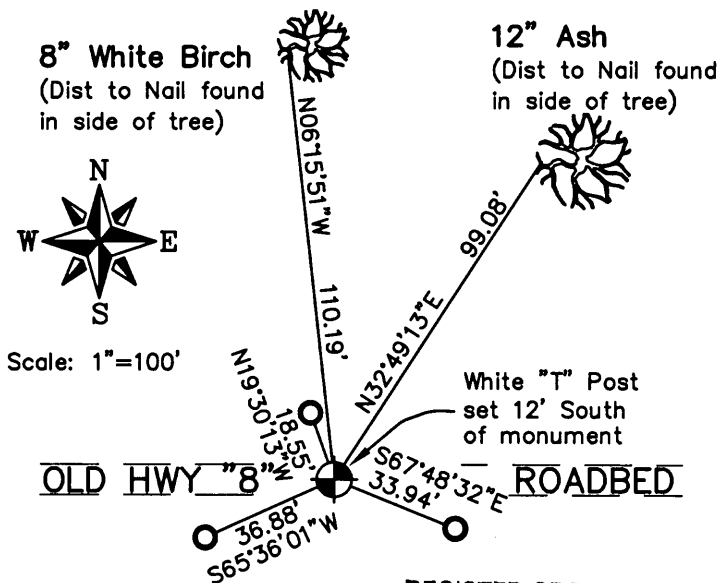 8" White Birch
(Dist to Nail found
in side of tree)
12" Ash
(Dist to Nail found
in side of tree)
N
W E
S
Scale: 1"=100'
N06°15'51"W
110.19'
N32°49'13"E
99.08'
N19°30'13"W
18.55'
White "T" Post
set 12' South
of monument
OLD HWY "8" ROADBED
S67°48'32"E
33.94'
36.88'
S65°36'01"W